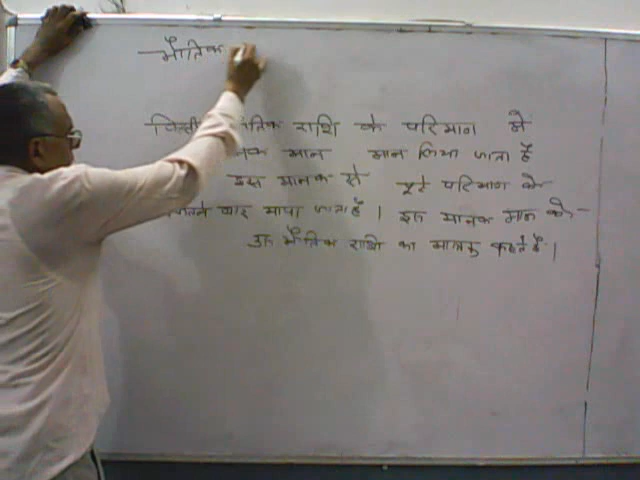 भौतिक
किसी भौतिक राशि के परिमाण में
मानक मान मान लिया जाता है
इस मानक से पूरे परिमाण को
जितने बार मापा जाता है । इस मानक मान को
उस भौतिक राशि का मात्रक कहते हैं ।